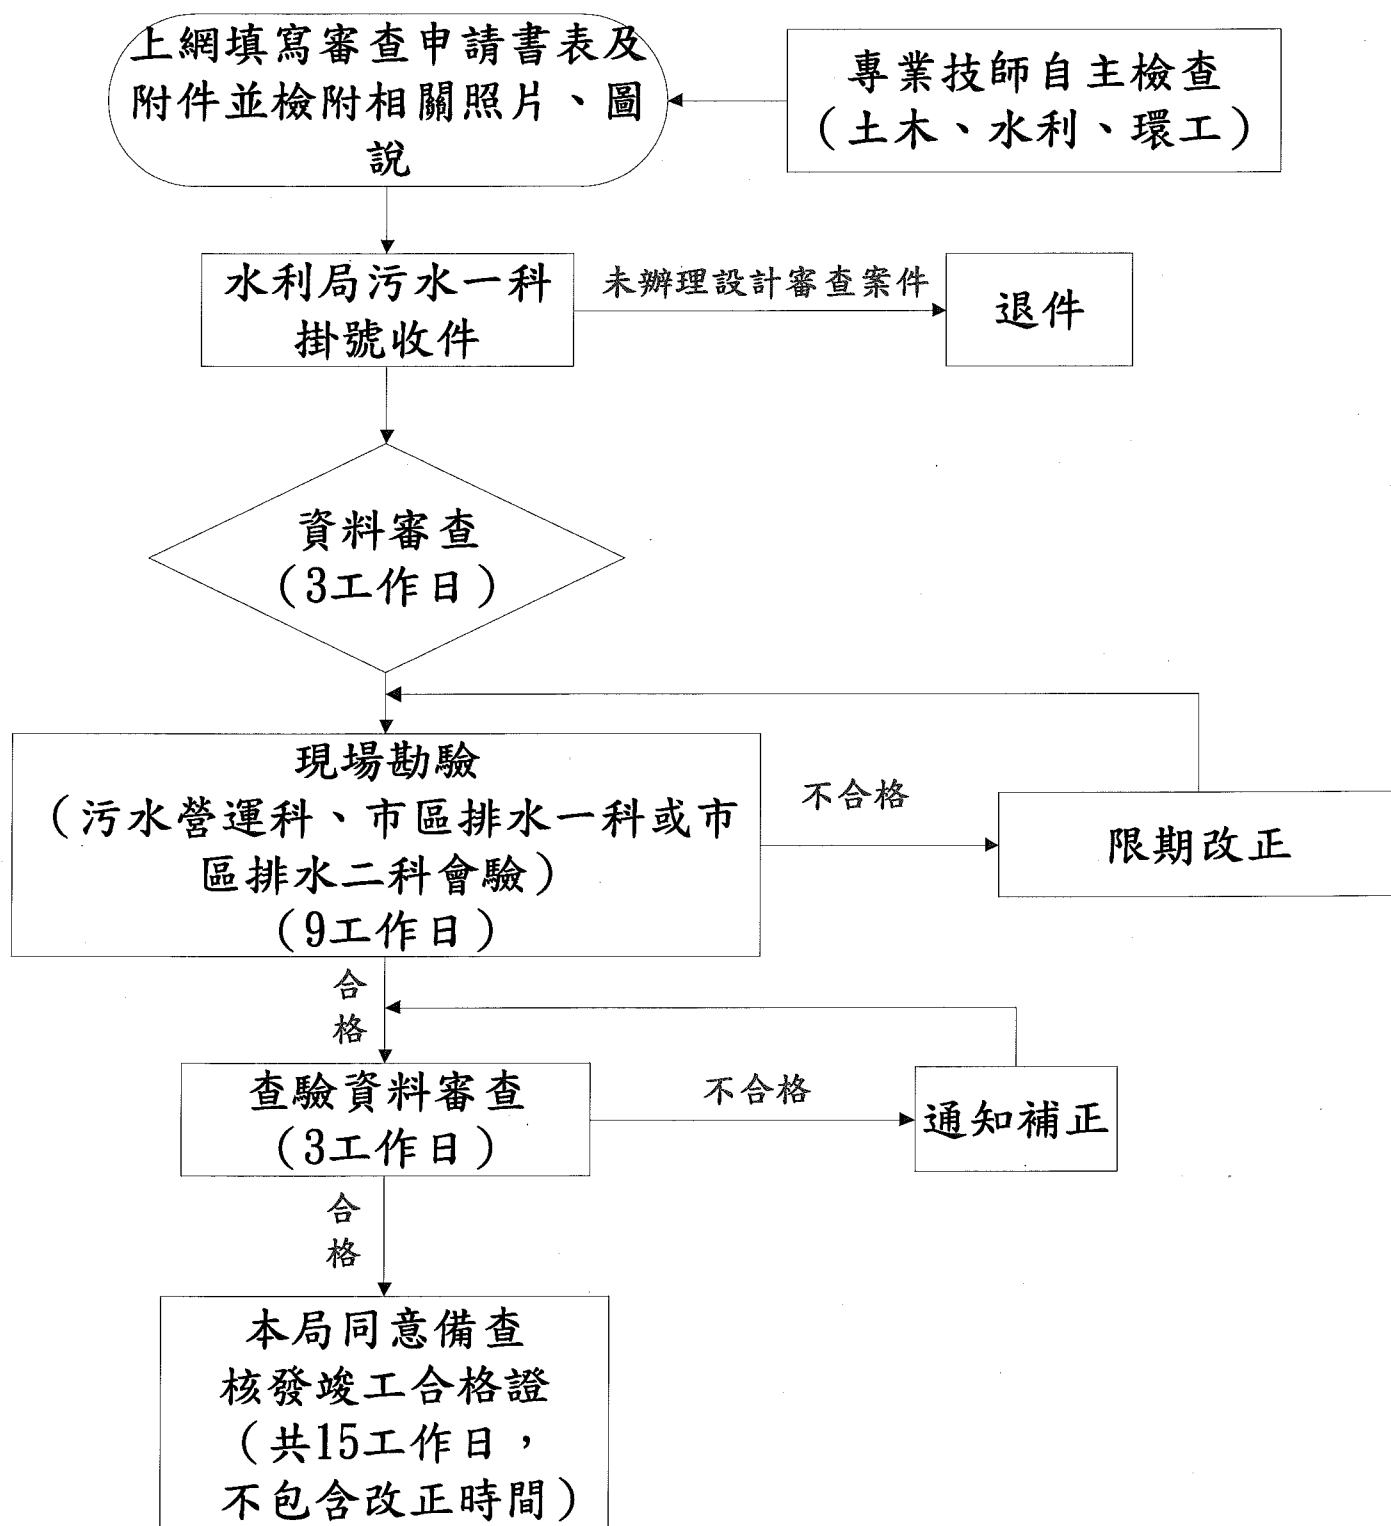 上網填寫審查申請書表及
附件並檢附相關照片、圖
說
專業技師自主檢查
（土木、水利、環工）
水利局污水一科
掛號收件
未辦理設計審查案件
退件
資料審查
（3工作日）
現場勘驗
（污水營運科、市區排水一科或市
區排水二科會驗）
（9工作日）
不合格
限期改正
合
格
查驗資料審查
（3工作日）
不合格
通知補正
合
格
本局同意備查
核發竣工合格證
（共15工作日，
不包含改正時間）